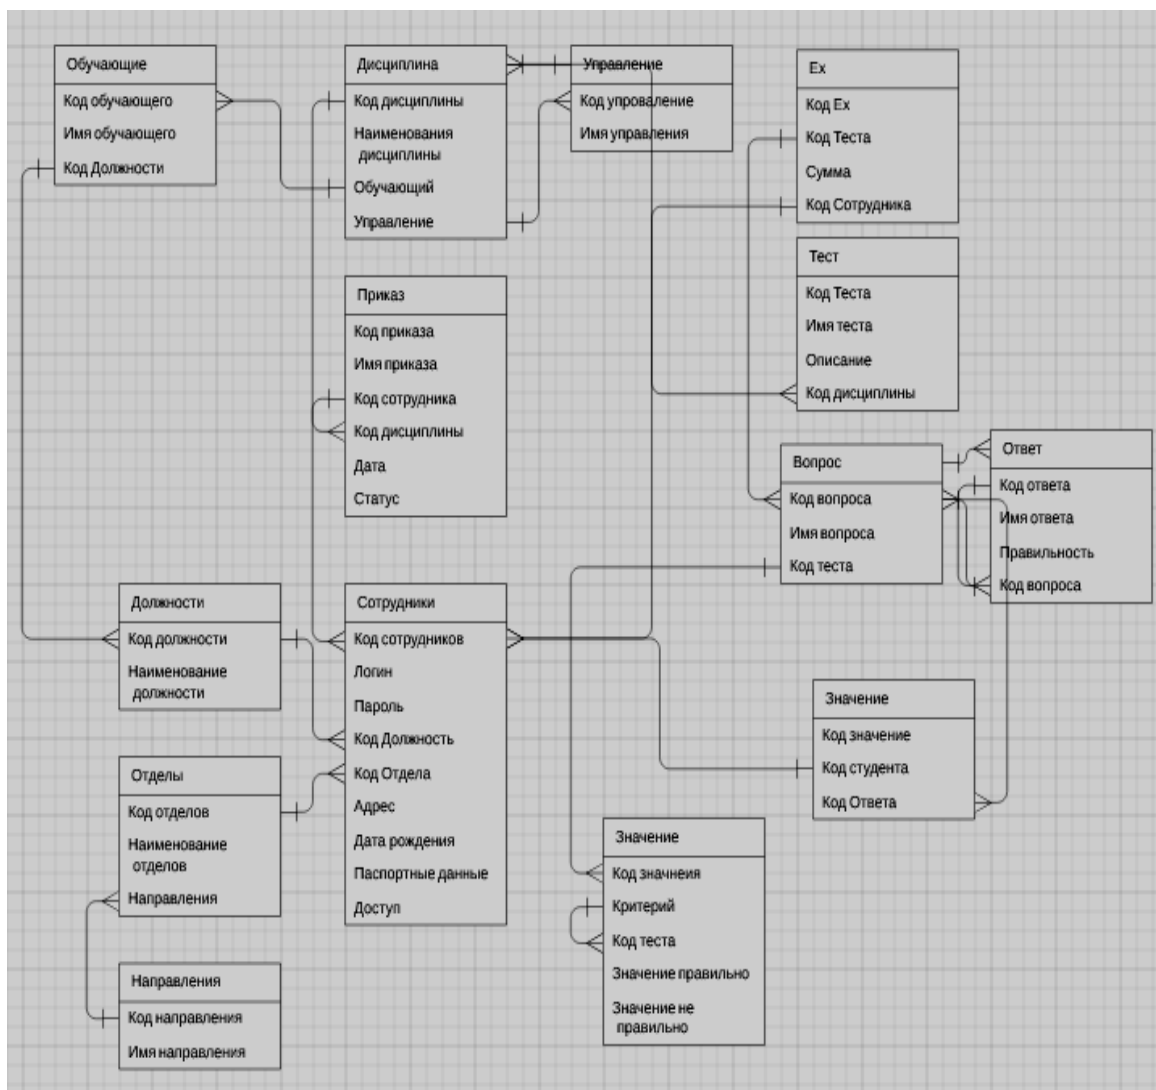 Обучающие
Код обучающего
Имя обучающего
Код Должности
Дисциплина
Код дисциплины
Наименования
дисциплины
Обучающий
Управление
Управление
Код упроваление
Имя управления
Ex
Код Ex
Код Теста
Сумма
Код Сотрудника
Тест
Код Теста
Имя теста
Описание
Код дисциплины
Приказ
Код приказа
Имя приказа
Код сотрудника
Код дисциплины
Дата
Статус
Вопрос
Код вопроса
Имя вопроса
Код теста
Ответ
Код ответа
Имя ответа
Правильность
Код вопроса
Должности
Код должности
Наименование
должности
Сотрудники
Код сотрудников
Логин
Пароль
Код Должность
Код Отдела
Адрес
Дата рождения
Паспортные данные
Доступ
Отделы
Код отделов
Наименование
отделов
Направления
Значение
Код значение
Код студента
Код Ответа
Значение
Код значнеия
Критерий
Код теста
Значение правильно
Значение не
правильно
Направления
Код направления
Имя направления